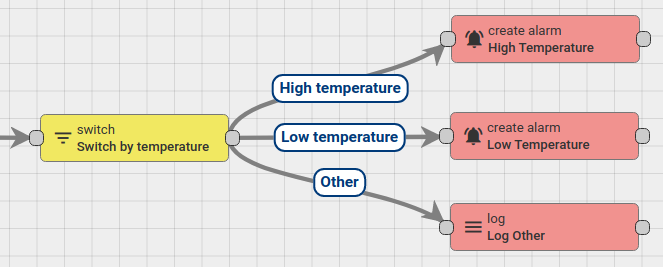 create alarm
High Temperature
High temperature
switch
Switch by temperature
Low temperature
create alarm
Low Temperature
Other
log
Log Other